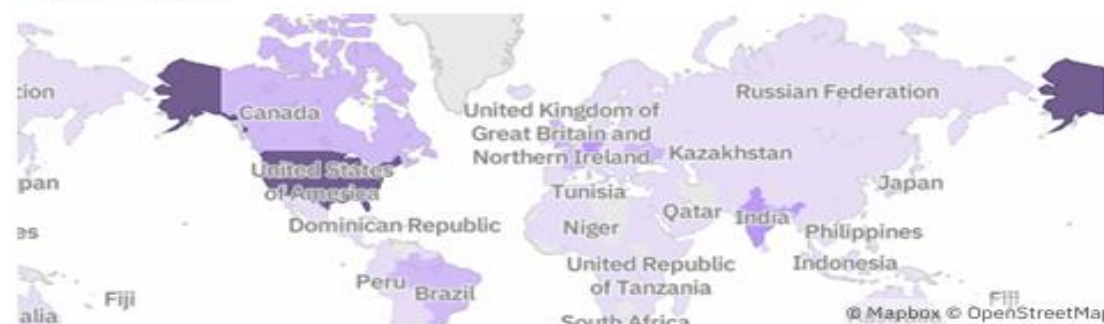 tion
Canada
United Kingdom of
Great Britain and
Northern Ireland
Russian Federation
Kazakhstan
United States
of America
pan
Tunisia
Japan
Dominican Republic
Niger
Qatar
India
Philippines
es
United Republic
of Tanzania
Indonesia
Peru
Brazil
Fiji
Fiji
alia
South Africa
© Mapbox © OpenStreetMap